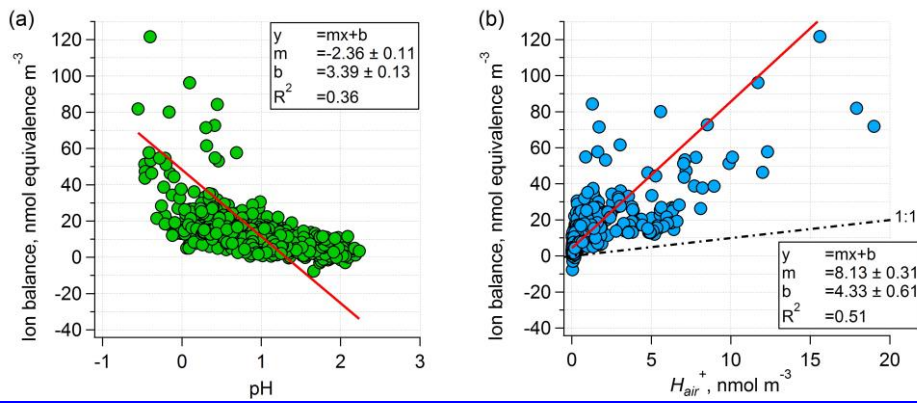 (a)
Ion balance, nmol equivalence m⁻³
120
100
80
60
40
20
0
-20
-40
y =mx+b
m =-2.36 ± 0.11
b =3.39 ± 0.13
R² =0.36
-1 0 1 2 3
pH
(b)
Ion balance, nmol equivalence m⁻³
120
100
80
60
40
20
0
-20
-40
1:1
y =mx+b
m =8.13 ± 0.31
b =4.33 ± 0.61
R² =0.51
0 5 10 15 20
H_air⁺, nmol m⁻³